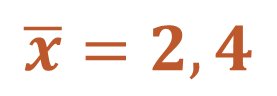 x̅ = 2,4